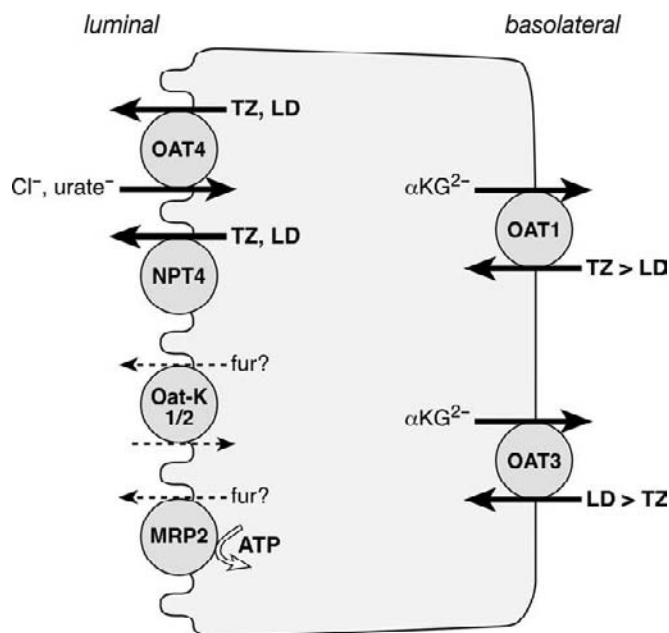 luminal
basolateral
TZ, LD
OAT4
Cl⁻, urate⁻
TZ, LD
NPT4
fur?
Oat-K
1/2
fur?
MRP2
ATP
αKG²⁻
OAT1
TZ > LD
αKG²⁻
OAT3
LD > TZ